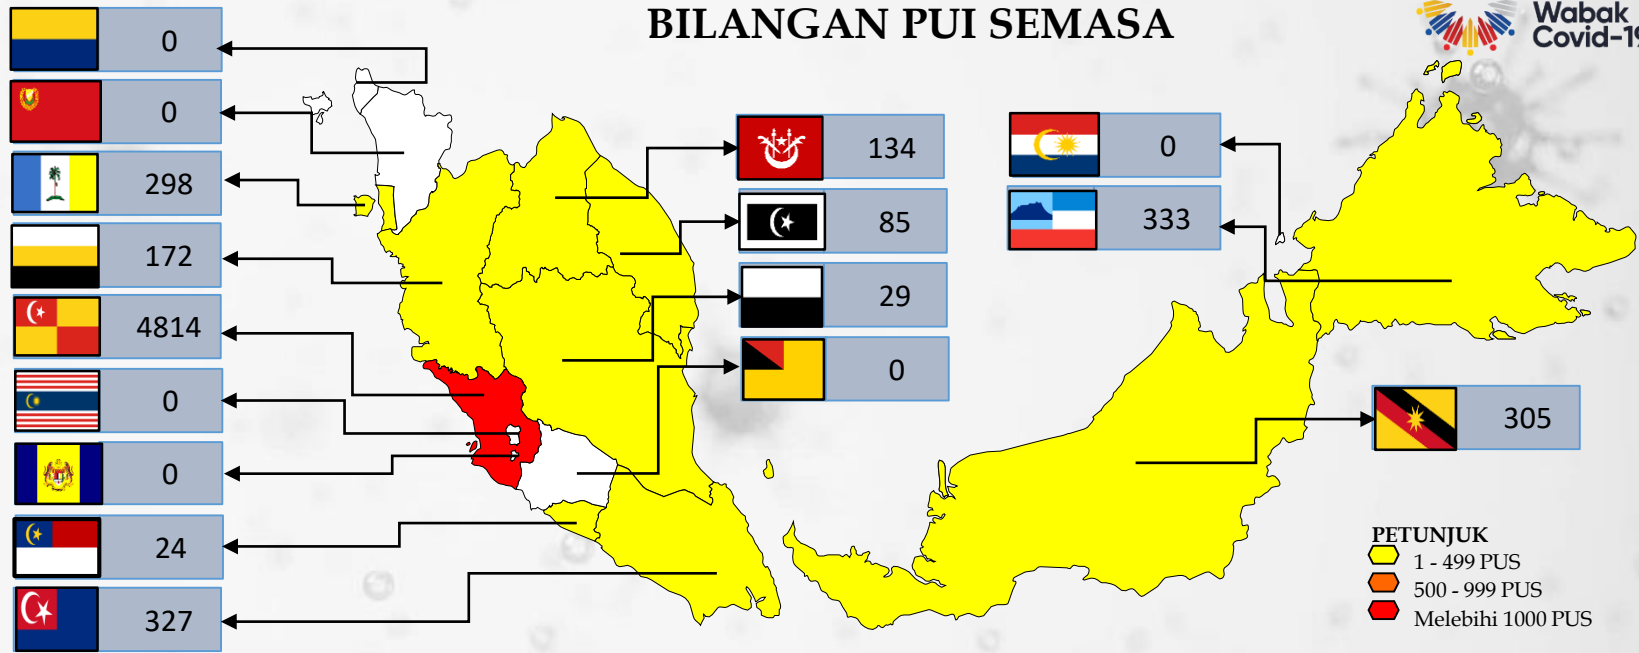 BILANGAN PUI SEMASA
Wabak
Covid-19
0
0
298
172
4814
0
0
24
327
134
85
29
0
0
333
305
PETUNJUK
1 - 499 PUS
500 - 999 PUS
Melebihi 1000 PUS